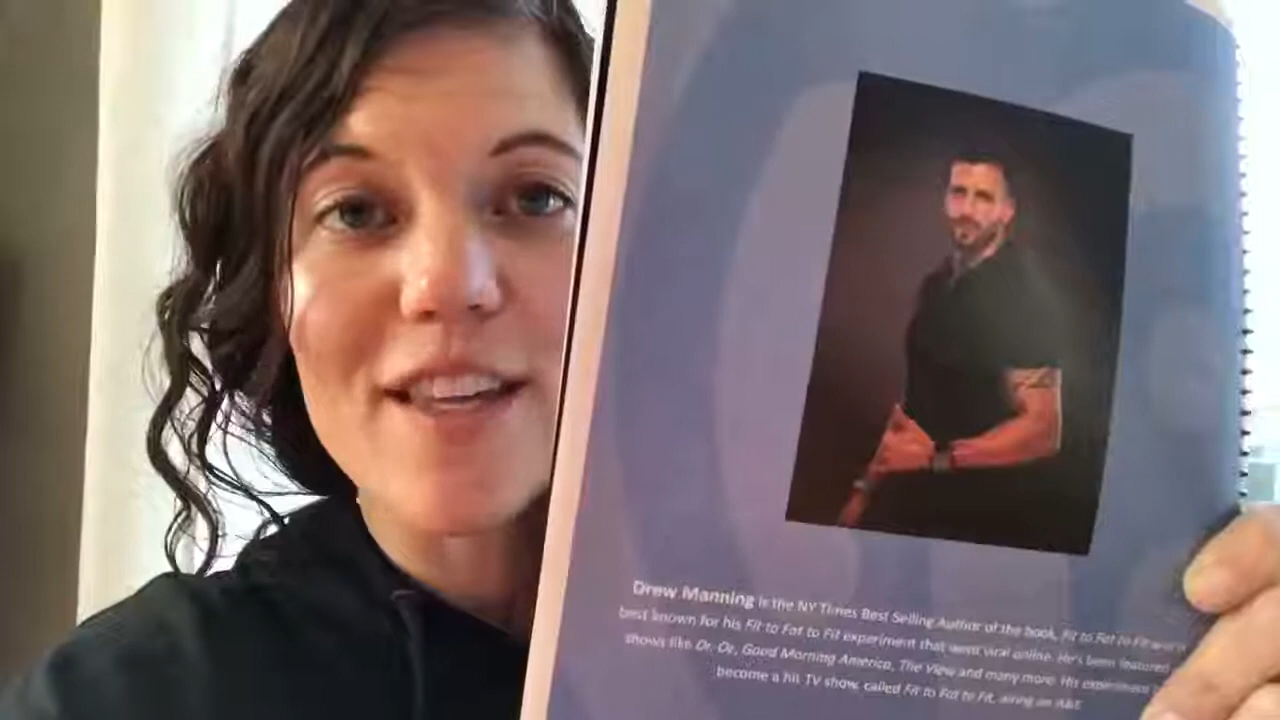 Drew Manning is the NY Times Best Selling Author of the book, Fit to Fat to Fit
best known for his Fit to Fat to Fit experiment that went viral online. He's been featured
shows like Dr. Oz, Good Morning America, The View and many more. His experiment
become a hit TV show, called Fit to Fat to Fit, airing on A&E